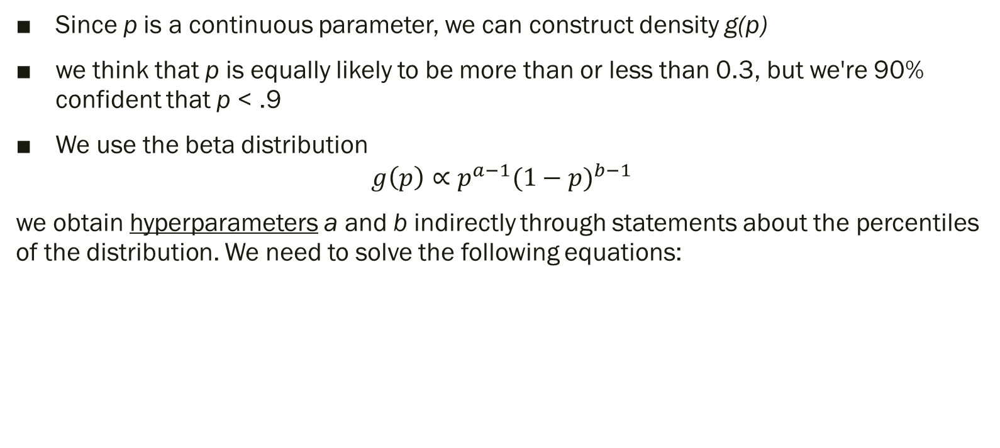 ■ Since p is a continuous parameter, we can construct density g(p)
■ we think that p is equally likely to be more than or less than 0.3, but we're 90%
confident that p < .9
■ We use the beta distribution
g(p) ∝ p^{a−1}(1 − p)^{b−1}
we obtain hyperparameters a and b indirectly through statements about the percentiles
of the distribution. We need to solve the following equations: